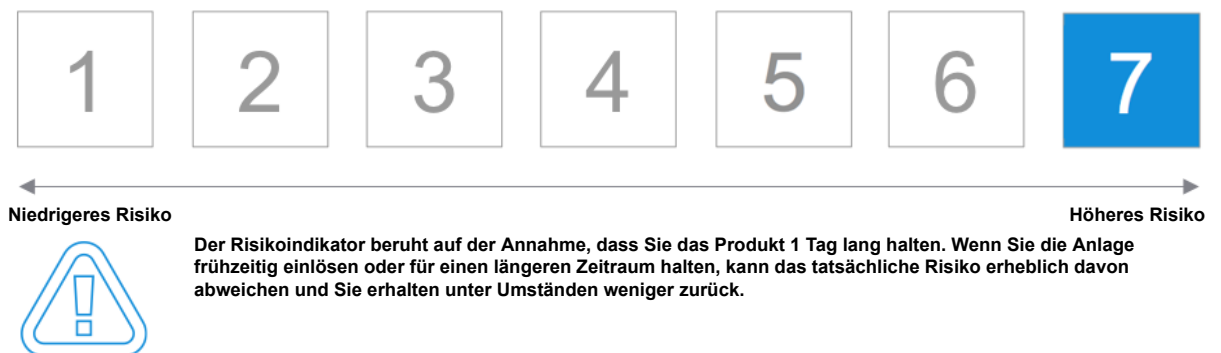 1 2 3 4 5 6 7
Niedrigeres Risiko Höheres Risiko
Der Risikoindikator beruht auf der Annahme, dass Sie das Produkt 1 Tag lang halten. Wenn Sie die Anlage
frühzeitig einlösen oder für einen längeren Zeitraum halten, kann das tatsächliche Risiko erheblich davon
abweichen und Sie erhalten unter Umständen weniger zurück.